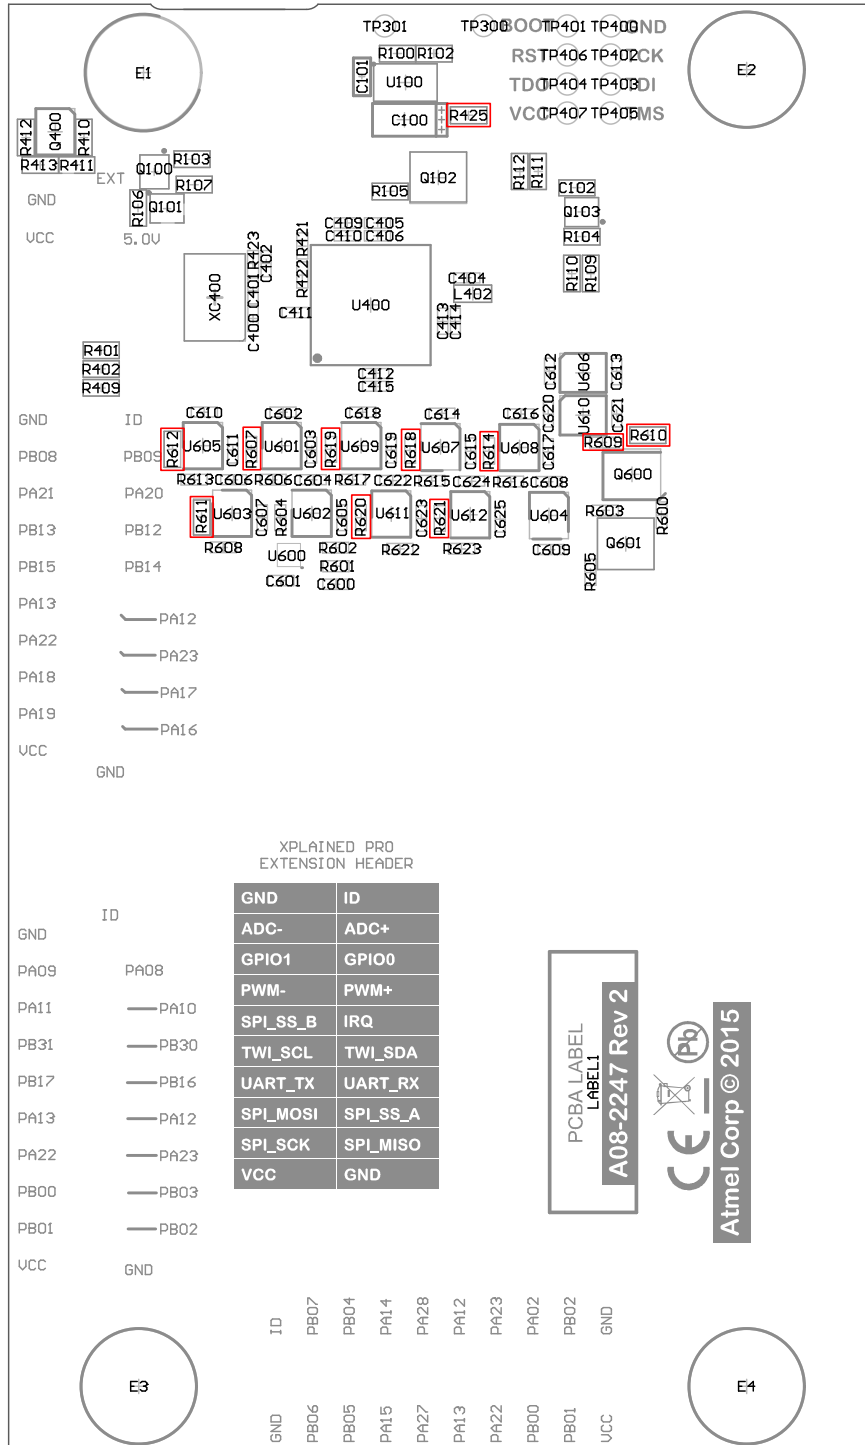 TP301 TP300 BOOT TP401 TP400 GND
R100 R102 RST TP406 TP402
E1 C101 U100 TP404 TP403 E2
C100 R425 VCC TP407 TP405
R412 Q400 R410
R413 R411 EXT Q100 R103 R105 Q102 R112 R111 C102
GND R106 Q101 R107 Q103
VCC 5.0V R104
C409 C405
C410 C406
R423 C402 R421 R422 R110 R109
XC400 C401 C400 C411 U400 C404
L402
C413 C414
R401
R402 C412
R409 C415
C612 U606 C613
C620 U610 C621
GND ID C610 C602 C618 C614 C616
R609 R610
PB08 PB09 R612 U605 C611 R607 U601 C603 R619 U609 C619 R618 U607 C615 R614 U608 C617
Q600
R613 C606 R606 C604 R617 C622 R615 C624 R616 C608
PA21 PA20 R611 U603 C607 R604 U602 C605 R620 U611 C623 R621 U612 C625 U604 R603 R600
PB13 PB12
R608 U600 R602 R622 R623 C609 Q601 R605
PB15 PB14 R601
C601 C600
PA13
PA12
PA22
PA23
PA18
PA17
PA19
PA16
VCC
GND
XPLAINED PRO
EXTENSION HEADER
GND ID
ADC- ADC+
GPIO1 GPIO0
PWM- PWM+
SPI_SS_B IRQ
TWI_SCL TWI_SDA
UART_TX UART_RX
SPI_MOSI SPI_SS_A
SPI_SCK SPI_MISO
VCC GND
ID
GND
PA09 PA08
PA11 PA10
PB31 PB30
PB17 PB16
PA13 PA12
PA22 PA23
PB00 PB03
PB01 PB02
VCC GND
PCBA LABEL
LABEL1
A08-2247 Rev 2
Pb
CE
Atmel Corp © 2015
ID PB07 PB04 PA14 PA28 PA12 PA23 PA02 PB02 GND
E3 E4
GND PB06 PB05 PA15 PA27 PA13 PA22 PB00 PB01 VCC